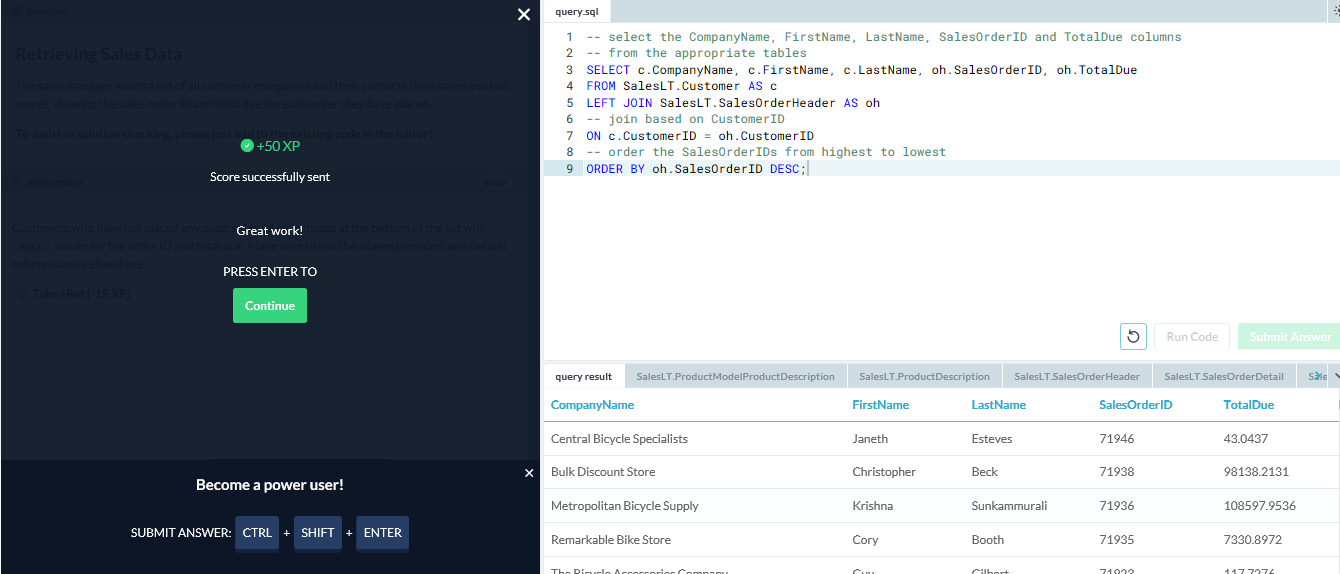 Exercise
Retrieving Sales Data
The sales manager wants a list of all customer companies and their contacts (first name and last
name), showing the sales order ID and total due for each order they have placed.
To assist in solution checking, please just add to the existing code in the editor!
+50 XP
Score successfully sent
Instructions
50 XP
Great work!
Customers who have not placed any orders should be included at the bottom of the list with
NULL values for the order ID and total due. Make sure to use the aliases provided, and default
column names elsewhere.
PRESS ENTER TO
Take Hint (-15 XP)
Continue
Become a power user!
SUBMIT ANSWER: CTRL + SHIFT + ENTER
query.sql
1 -- select the CompanyName, FirstName, LastName, SalesOrderID and TotalDue columns
2 -- from the appropriate tables
3 SELECT c.CompanyName, c.FirstName, c.LastName, oh.SalesOrderID, oh.TotalDue
4 FROM SalesLT.Customer AS c
5 LEFT JOIN SalesLT.SalesOrderHeader AS oh
6 -- join based on CustomerID
7 ON c.CustomerID = oh.CustomerID
8 -- order the SalesOrderIDs from highest to lowest
9 ORDER BY oh.SalesOrderID DESC;
Run Code Submit Answer
query result SalesLT.ProductModelProductDescription SalesLT.ProductDescription SalesLT.SalesOrderHeader SalesLT.SalesOrderDetail
CompanyName FirstName LastName SalesOrderID TotalDue
Central Bicycle Specialists Janeth Esteves 71946 43.0437
Bulk Discount Store Christopher Beck 71938 98138.2131
Metropolitan Bicycle Supply Krishna Sunkammurali 71936 108597.9536
Remarkable Bike Store Cory Booth 71935 7330.8972
The Bicycle Accessories Company Guy Gilbert 71923 117.7276